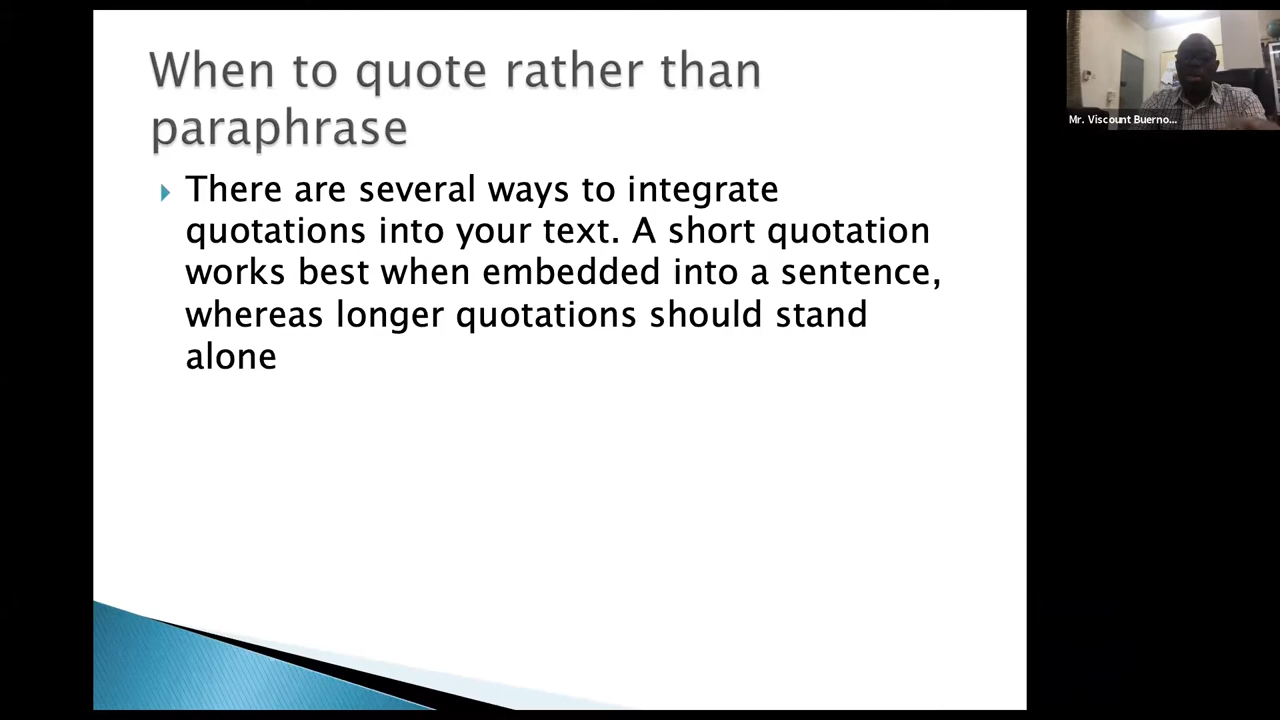 When to quote rather than
paraphrase
There are several ways to integrate
quotations into your text. A short quotation
works best when embedded into a sentence,
whereas longer quotations should stand
alone
Mr. Viscount Buerno...